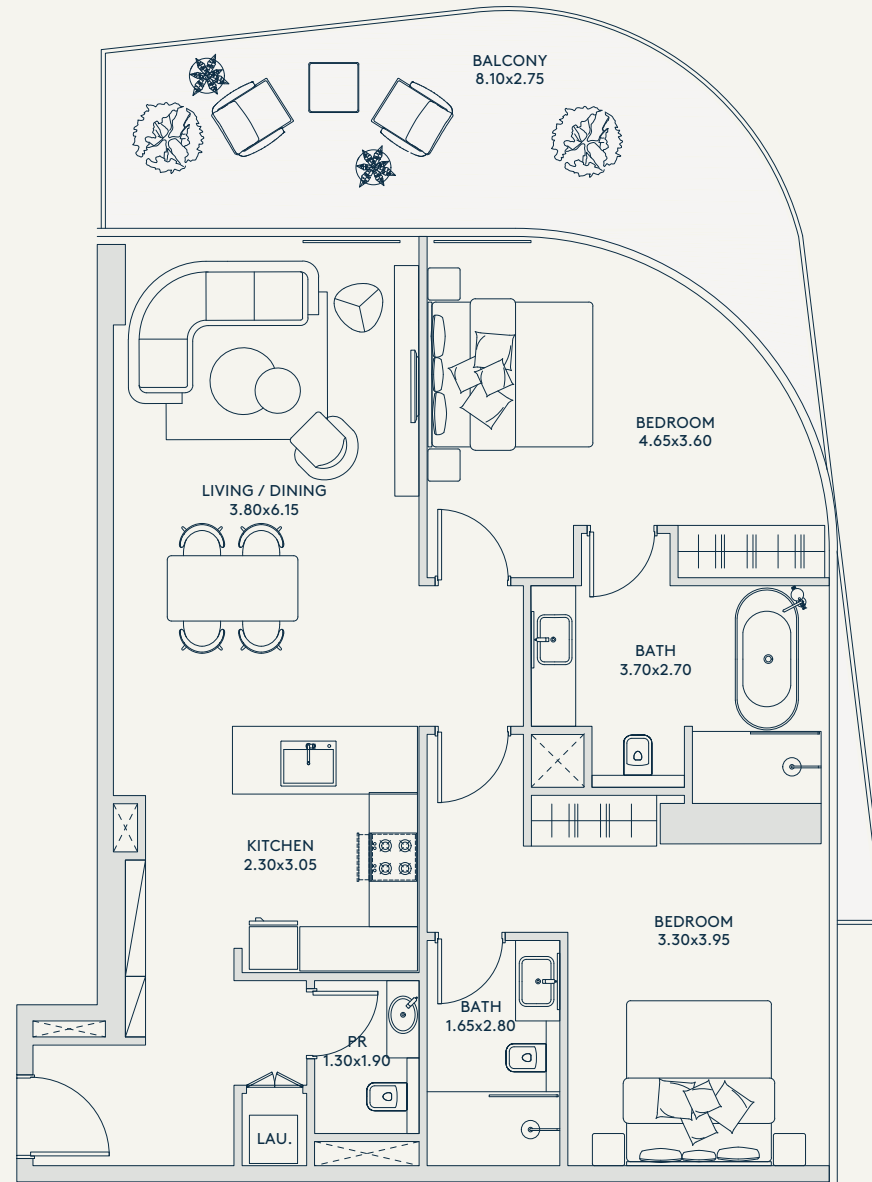 BALCONY
8.10x2.75
BEDROOM
4.65x3.60
LIVING / DINING
3.80x6.15
BATH
3.70x2.70
KITCHEN
2.30x3.05
BEDROOM
3.30x3.95
BATH
1.65x2.80
PR
1.30x1.90
LAU.